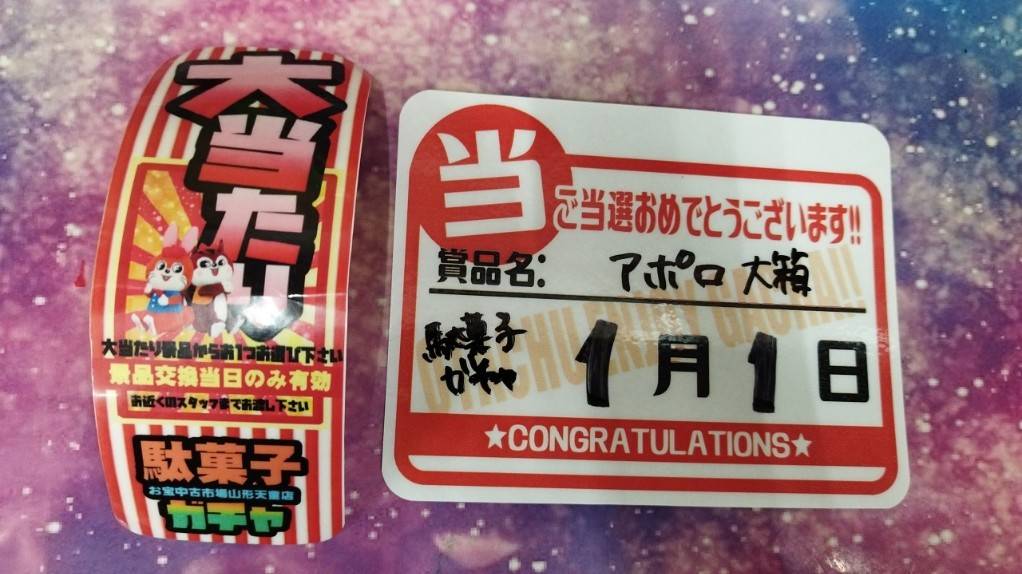 大当たり
大当たり景品からお1つお選び下さい
景品交換当日のみ有効
お近くのスタッフまでお渡し下さい
駄菓子
お宝中古市場山形天童店
ガチャ
当
ご当選おめでとうございます!!
賞品名: アポロ 大箱
駄菓子
ガチャ
1月1日
★CONGRATULATIONS★